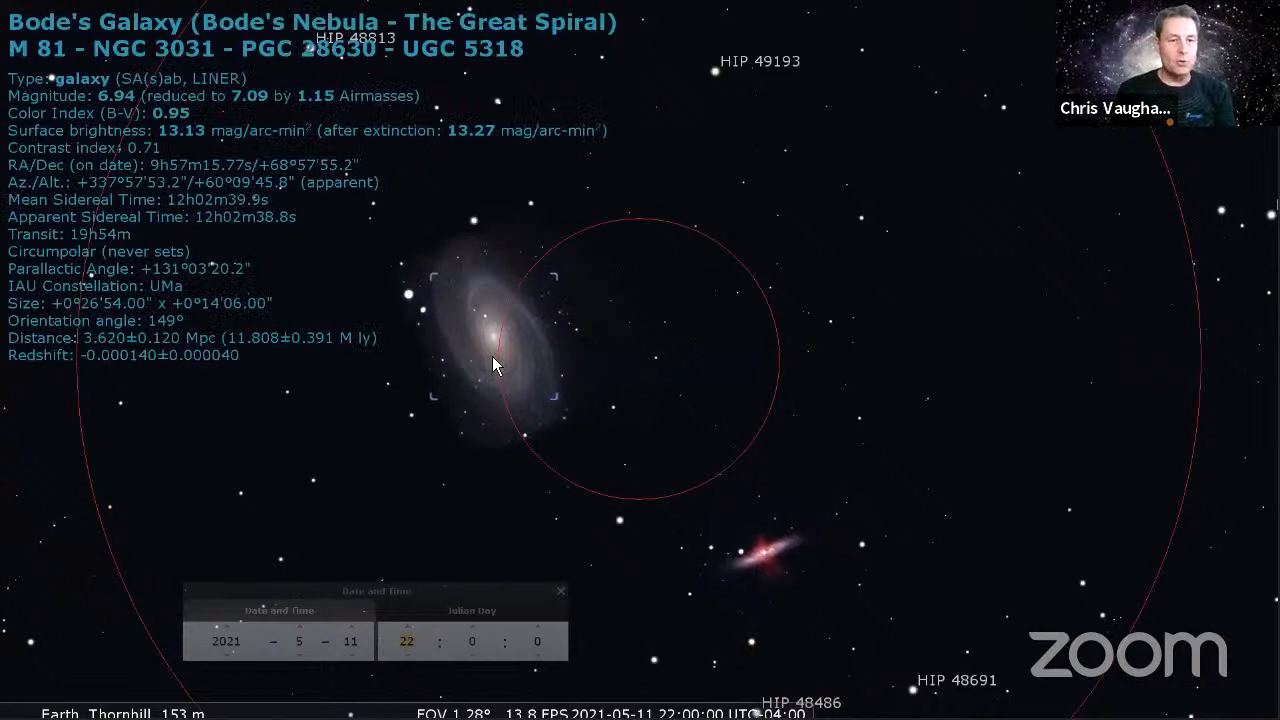 Bode's Galaxy (Bode's Nebula - The Great Spiral)
M 81 - NGC 3031 - PGC 28630 - UGC 5318
HIP 48813
HIP 49193
Type: galaxy (SA(s)ab, LINER)
Magnitude: 6.94 (reduced to 7.09 by 1.15 Airmasses)
Color Index (B-V): 0.95
Surface brightness: 13.13 mag/arc-min² (after extinction: 13.27 mag/arc-min²)
Contrast index: 0.71
RA/Dec (on date): 9h57m15.77s/+68°57'55.2"
Az./Alt.: +337°57'53.2"/+60°09'45.8" (apparent)
Mean Sidereal Time: 12h02m39.9s
Apparent Sidereal Time: 12h02m38.8s
Transit: 19h54m
Circumpolar (never sets)
Parallactic Angle: +131°03'20.2"
IAU Constellation: UMa
Size: +0°26'54.00" x +0°14'06.00"
Orientation angle: 149°
Distance: 3.620±0.120 Mpc (11.808±0.391 M ly)
Redshift: -0.000140±0.000040
Chris Vaugha...
Date and Time
Date and Time Julian Day
2021 - 5 - 11 22 : 0 : 0
zoom
HIP 48691
HIP 48486
Earth, Thornhill, 153 m FOV 1.28° 13.8 FPS 2021-05-11 22:00:00 UTC-04:00